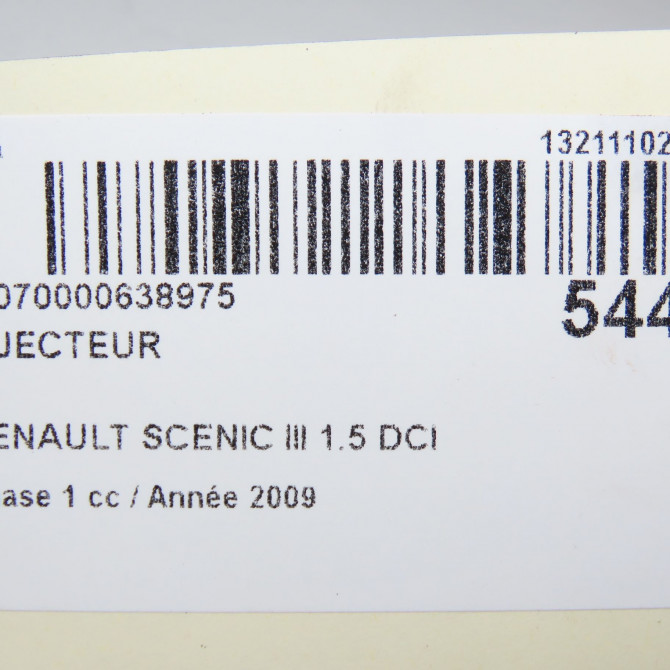 13211102
070000638975
544
JECTEUR
ENAULT SCENIC III 1.5 DCI
ase 1 cc / Année 2009